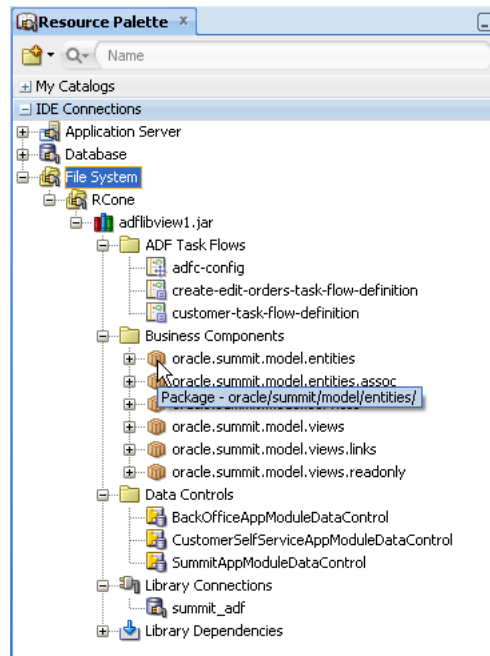 Resource Palette x
Name
My Catalogs
IDE Connections
Application Server
Database
File System
RCone
adflibview1.jar
ADF Task Flows
adfc-config
create-edit-orders-task-flow-definition
customer-task-flow-definition
Business Components
oracle.summit.model.entities
oracle.summit.model.entities.assoc
Package - oracle/summit/model/entities/
oracle.summit.model.views
oracle.summit.model.views.links
oracle.summit.model.views.readonly
Data Controls
BackOfficeAppModuleDataControl
CustomerSelfServiceAppModuleDataControl
SummitAppModuleDataControl
Library Connections
summit_adf
Library Dependencies